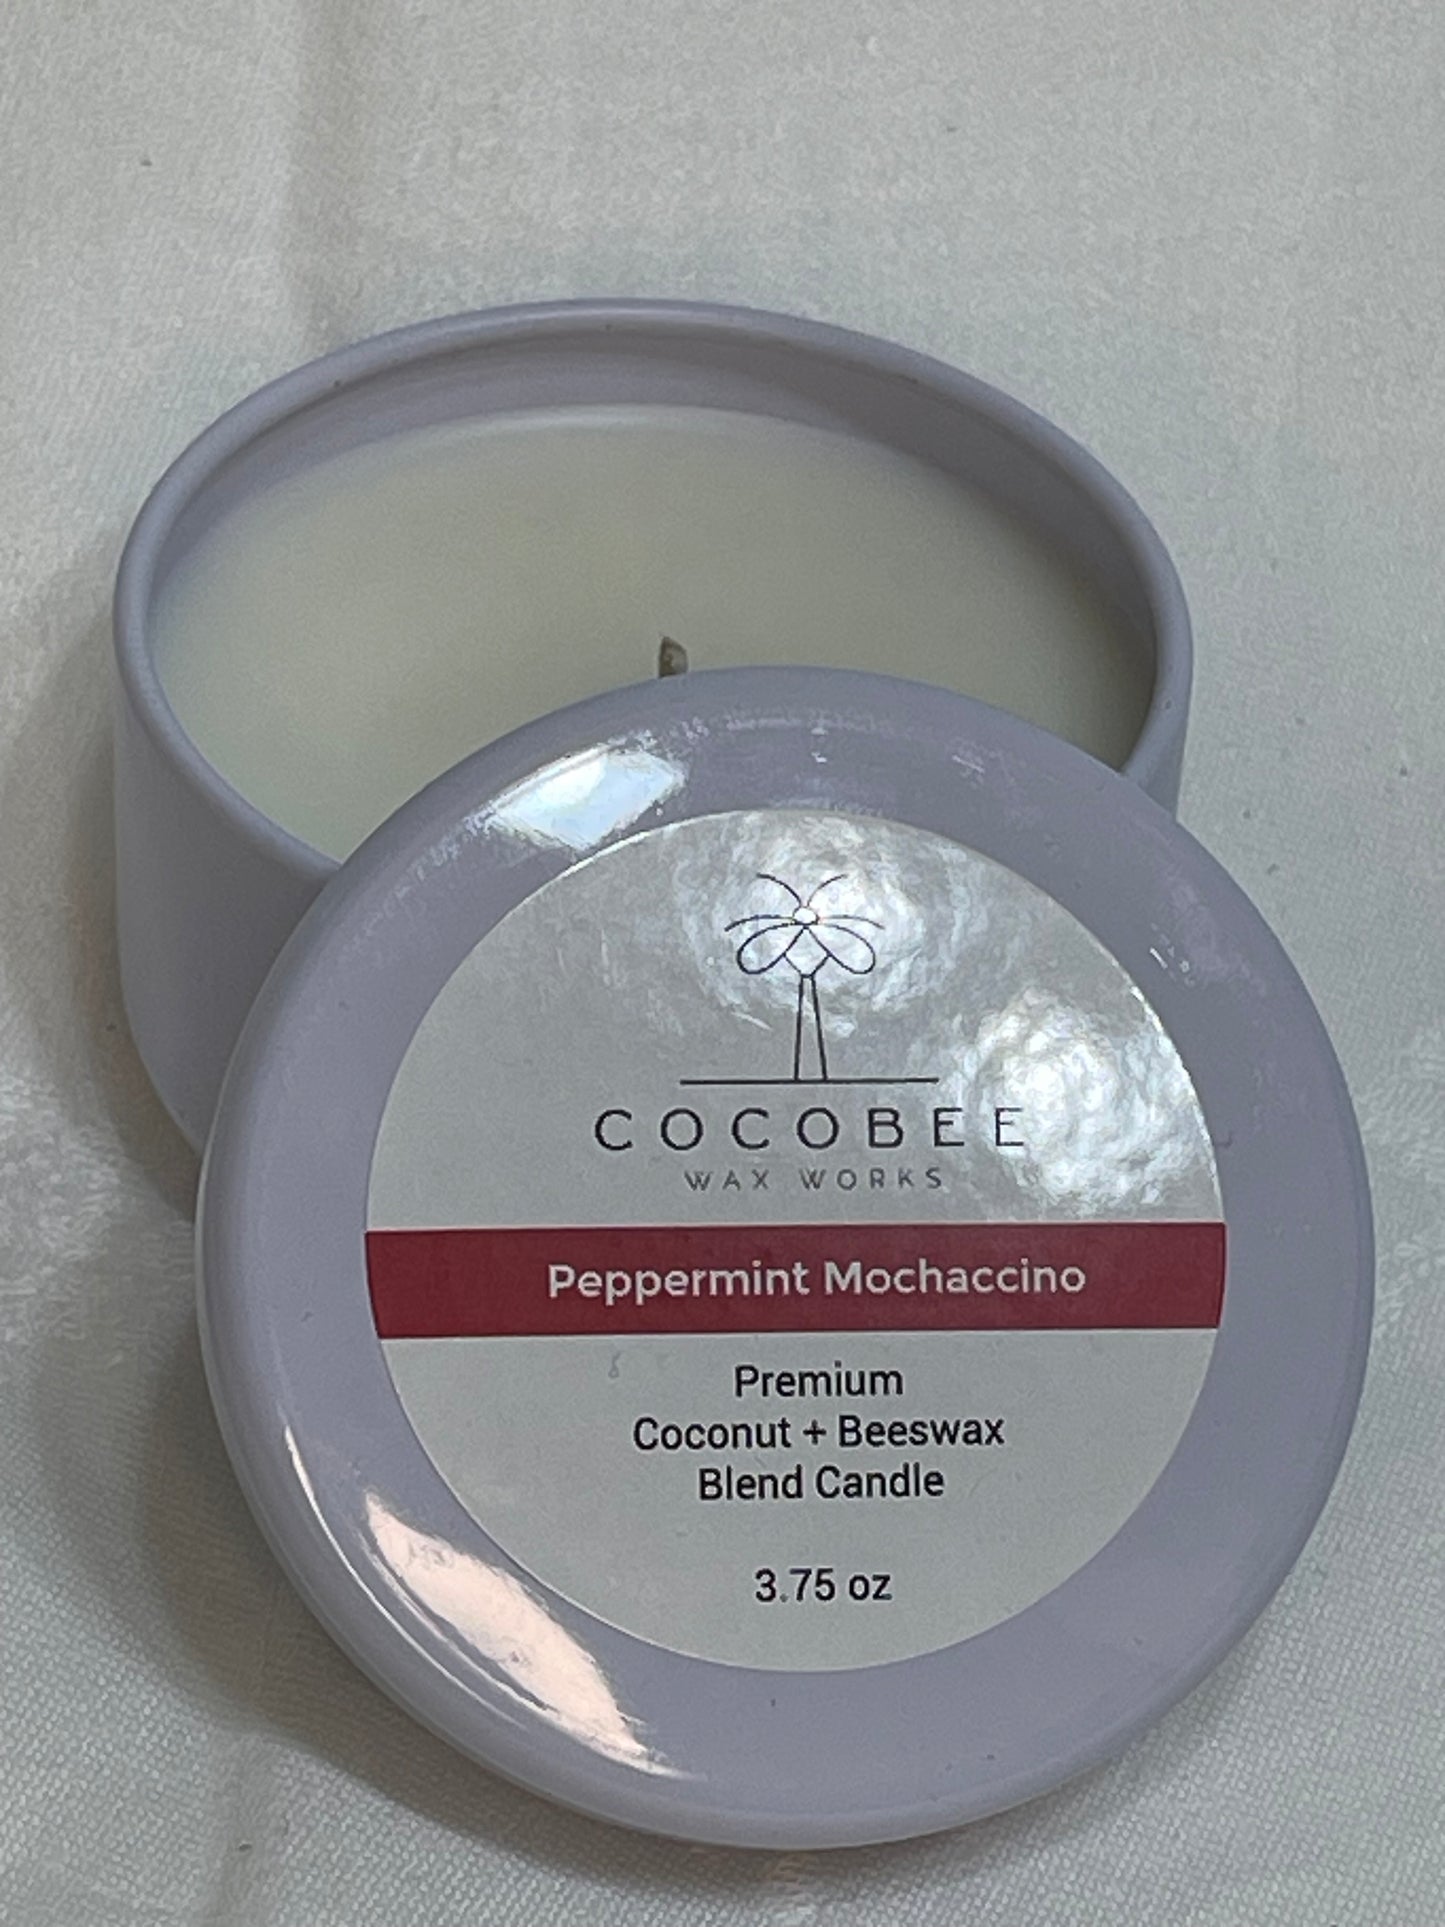 COCOBEE
WAX WORKS
Peppermint Mochaccino
Premium
Coconut + Beeswax
Blend Candle
3.75 oz